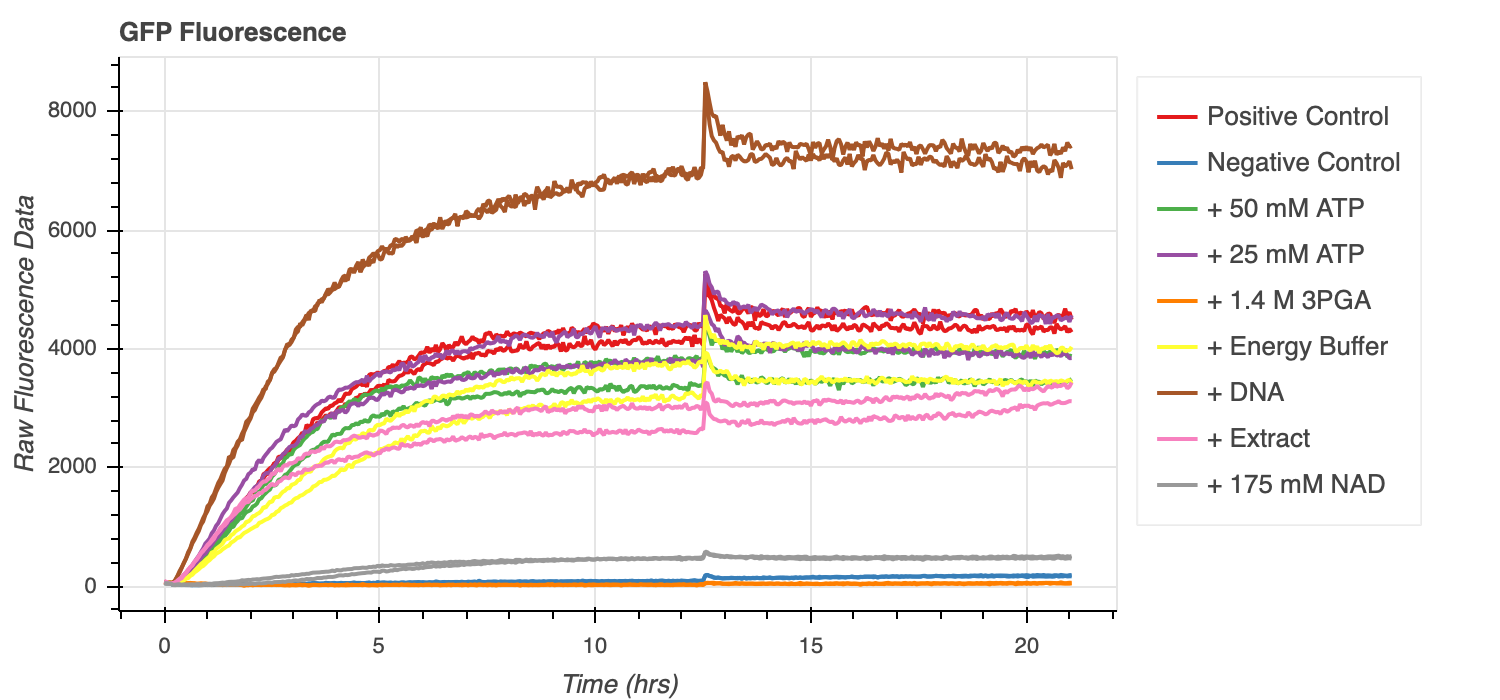 GFP Fluorescence
Raw Fluorescence Data
8000
6000
4000
2000
0
0 5 10 15 20
Time (hrs)
Positive Control
Negative Control
+ 50 mM ATP
+ 25 mM ATP
+ 1.4 M 3PGA
+ Energy Buffer
+ DNA
+ Extract
+ 175 mM NAD